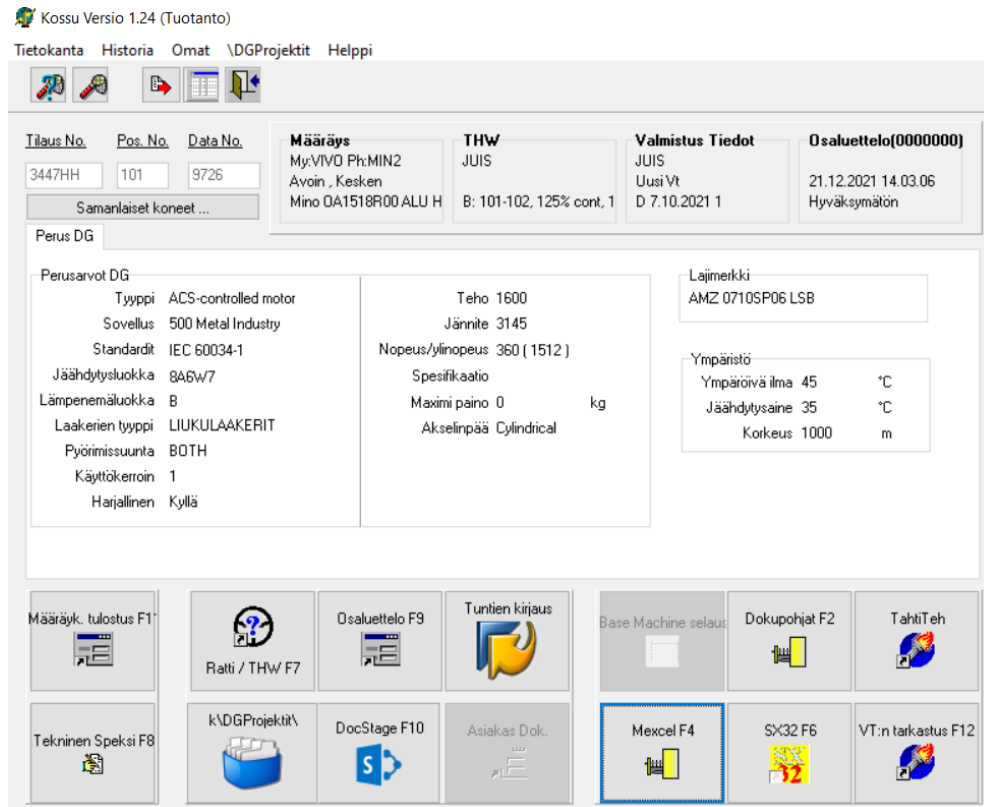 Kossu Versio 1.24 (Tuotanto)
Tietokanta Historia Omat \DGProjektit Helppi
Tilaus No. Pos. No. Data No.
3447HH 101 9726
Samanlaiset koneet ...
Määräys
My:VIVO Ph:MIN2
Avoin , Kesken
Mino OA1518R00 ALU H
THW
JUIS
B: 101-102, 125% cont, 1
Valmistus Tiedot
JUIS
Uusi Vt
D 7.10.2021 1
Osaluettelo(0000000)
21.12.2021 14.03.06
Hyväksymätön
Perus DG
Perusarvot DG
Tyyppi ACS-controlled motor
Sovellus 500 Metal Industry
Standardit IEC 60034-1
Jäähdytysluokka 8A6W7
Lämpenemäluokka B
Laakerien tyyppi LIUKULAAKERIT
Pyörimissuunta BOTH
Käyttökerroin 1
Harjallinen Kyllä
Teho 1600
Jännite 3145
Nopeus/ylinopeus 360 ( 1512 )
Spesifikaatio
Maximi paino 0 kg
Akselinpää Cylindrical
Lajimerkki
AMZ 0710SP06 LSB
Ympäristö
Ympäröivä ilma 45 °C
Jäähdytysaine 35 °C
Korkeus 1000 m
Määräyk. tulostus F1
Ratti / THW F7
Osaluettelo F9
Tuntien kirjaus
Base Machine selaus
Dokupohjat F2
TahtiTeh
Tekninen Speksi F8
k\DGProjektit\
DocStage F10
Asiakas Dok.
Mexcel F4
SX32 F6
VT:n tarkastus F12